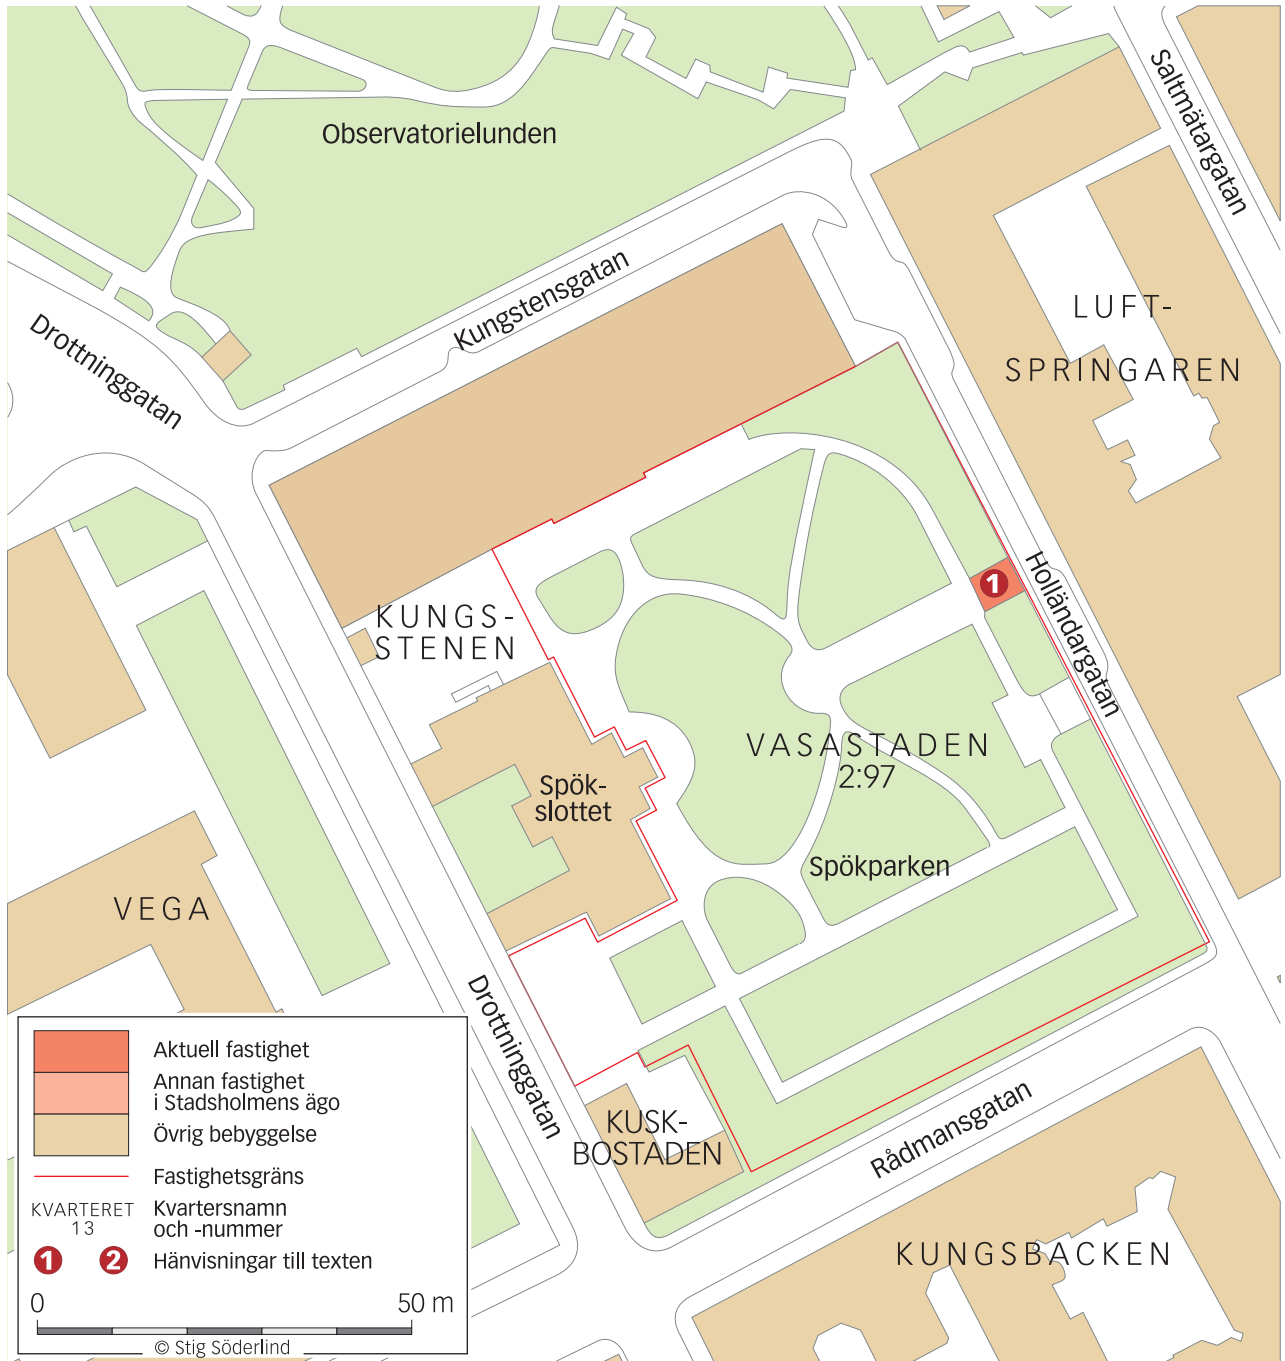 Saltmätargatan
Observatorielunden
Kungstensgatan
LUFT-
SPRINGAREN
Drottninggatan
1
Holländargatan
KUNGS-
STENEN
VASASTADEN
2:97
Spök-
slottet
Spökparken
VEGA
Drottninggatan
KUSK-
BOSTADEN
Rådmansgatan
KUNGSBACKEN
Aktuell fastighet
Annan fastighet
i Stadsholmens ägo
Övrig bebyggelse
Fastighetsgräns
KVARTERET
13
Kvartersnamn
och -nummer
1 2 Hänvisningar till texten
0 50 m
© Stig Söderlind